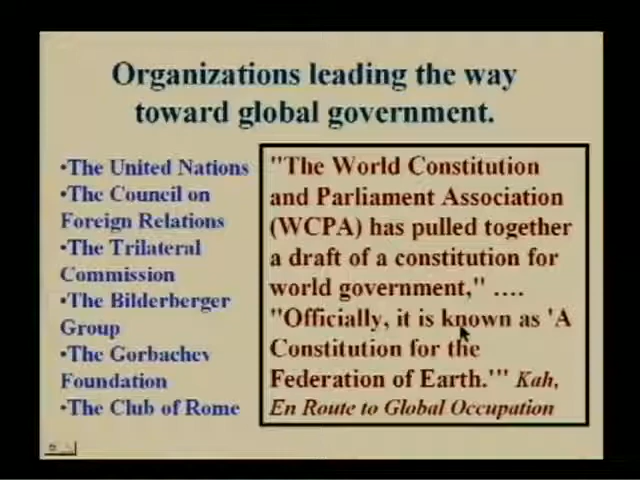 Organizations leading the way
toward global government.
•The United Nations
•The Council on
Foreign Relations
•The Trilateral
Commission
•The Bilderberger
Group
•The Gorbachev
Foundation
•The Club of Rome
"The World Constitution
and Parliament Association
(WCPA) has pulled together
a draft of a constitution for
world government," ....
"Officially, it is known as 'A
Constitution for the
Federation of Earth.'" Kah,
En Route to Global Occupation